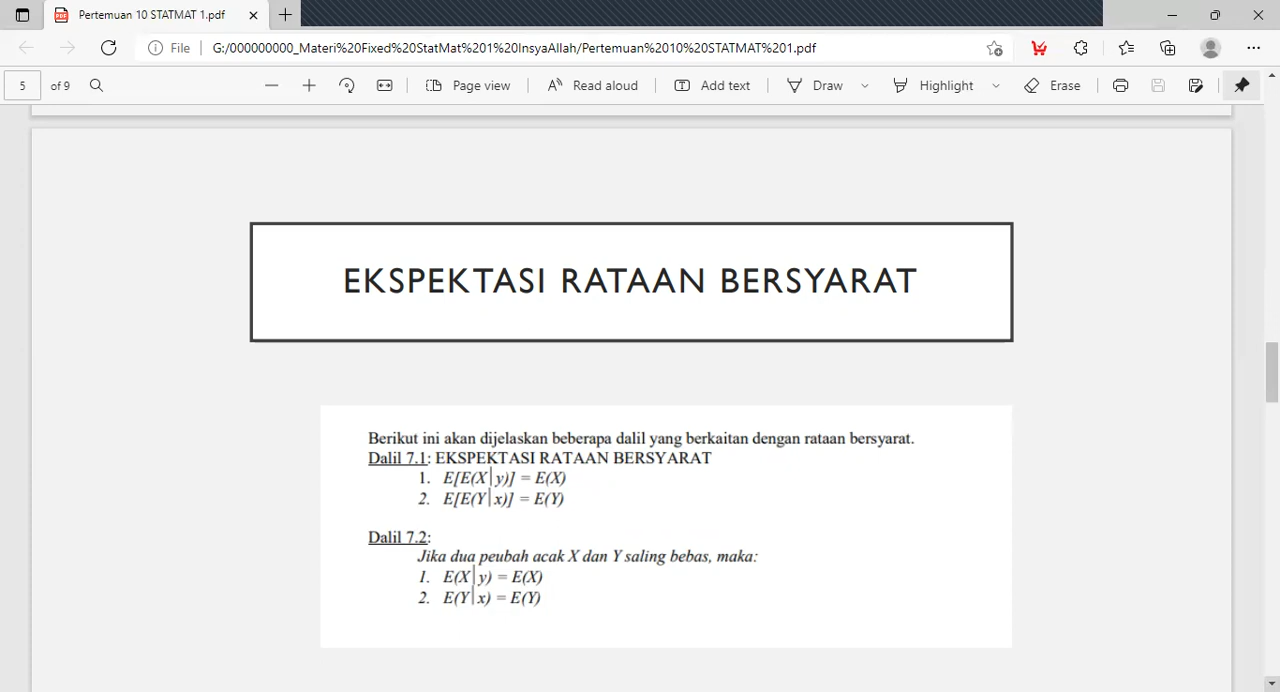 Pertemuan 10 STATMAT 1.pdf
File G:/000000000_Materi%20Fixed%20StatMat%201%20InsyaAllah/Pertemuan%2010%20STATMAT%201.pdf
5 of 9 Page view Read aloud Add text Draw Highlight Erase
EKSPEKTASI RATAAN BERSYARAT
Berikut ini akan dijelaskan beberapa dalil yang berkaitan dengan rataan bersyarat.
Dalil 7.1: EKSPEKTASI RATAAN BERSYARAT
1. E[E(X|y)] = E(X)
2. E[E(Y|x)] = E(Y)
Dalil 7.2:
Jika dua peubah acak X dan Y saling bebas, maka:
1. E(X|y) = E(X)
2. E(Y|x) = E(Y)